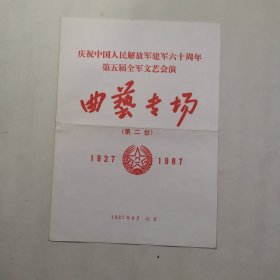 庆祝中国人民解放军建军六十周年
第五届全军文艺会演
曲艺专场
(第二台)
1927 1987
1987年8月 北京